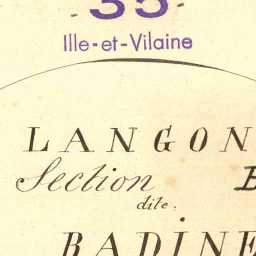 - 35 -
Ille-et-Vilaine
LANGON
Section E
dite.
BADINE